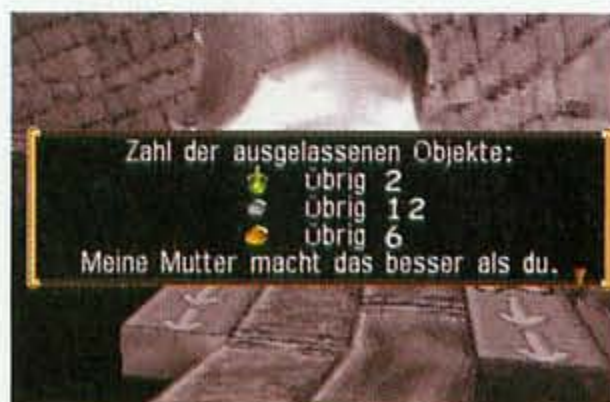 Zahl der ausgelassenen Objekte:
übrig 2
übrig 12
übrig 6
Meine Mutter macht das besser als du.